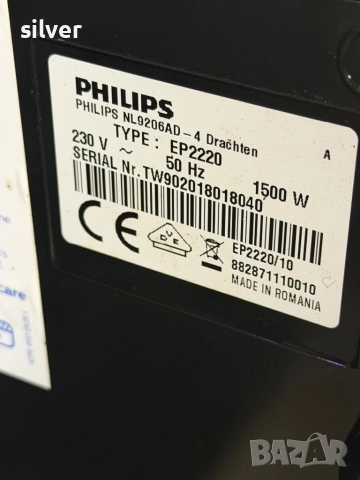 silver
PHILIPS
PHILIPS NL9206AD – 4 Drachten A
TYPE : EP2220
230 V ~ 50 Hz 1500 W
SERIAL Nr. TW902018018040
CE
EP2220/10
882871110010
MADE IN ROMANIA
care
BAZAR